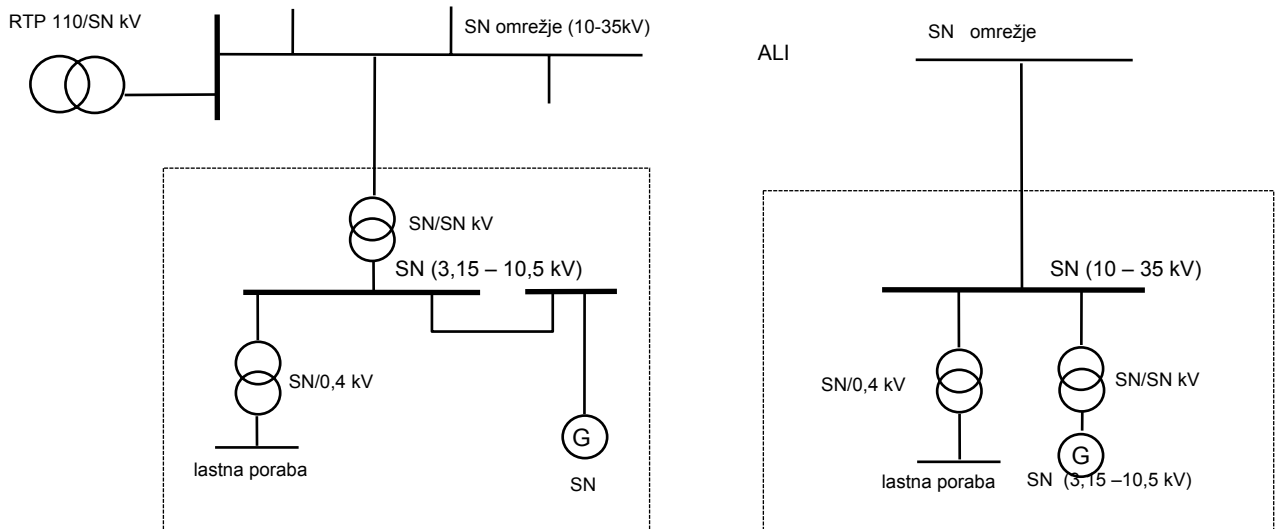 RTP 110/SN kV
SN omrežje (10-35kV)
SN/SN kV
SN (3,15 – 10,5 kV)
SN/0,4 kV
G
lastna poraba
SN
ALI
SN omrežje
SN (10 – 35 kV)
SN/0,4 kV
SN/SN kV
G
lastna poraba
SN (3,15 –10,5 kV)